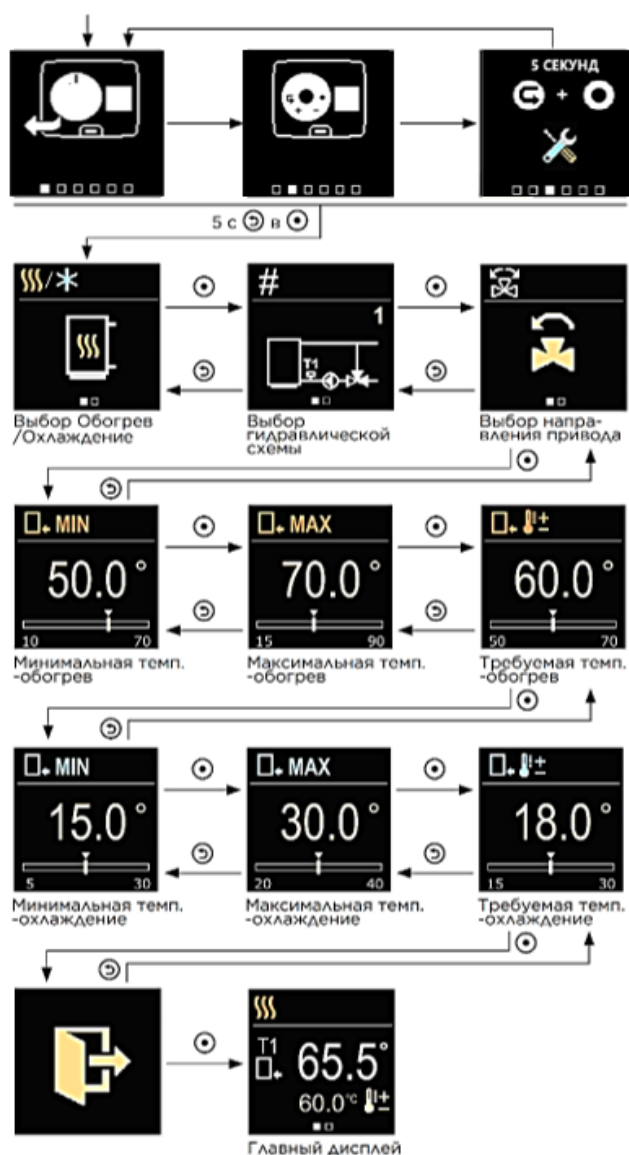 5 СЕКУНД
+
5 с в
/
#
1
T1
Выбор Обогрев
/Охлаждение
Выбор
гидравлической
схемы
Выбор направ-
вления привода
MIN
50.0°
10 70
MAX
70.0°
15 90
60.0°
50 70
Минимальная темп.
-обогрев
Максимальная темп.
-обогрев
Требуемая темп.
-обогрев
MIN
15.0°
5 30
MAX
30.0°
20 40
18.0°
15 30
Минимальная темп.
-охлаждение
Максимальная темп.
-охлаждение
Требуемая темп.
-охлаждение
T1
65.5°
60.0°c
Главный дисплей